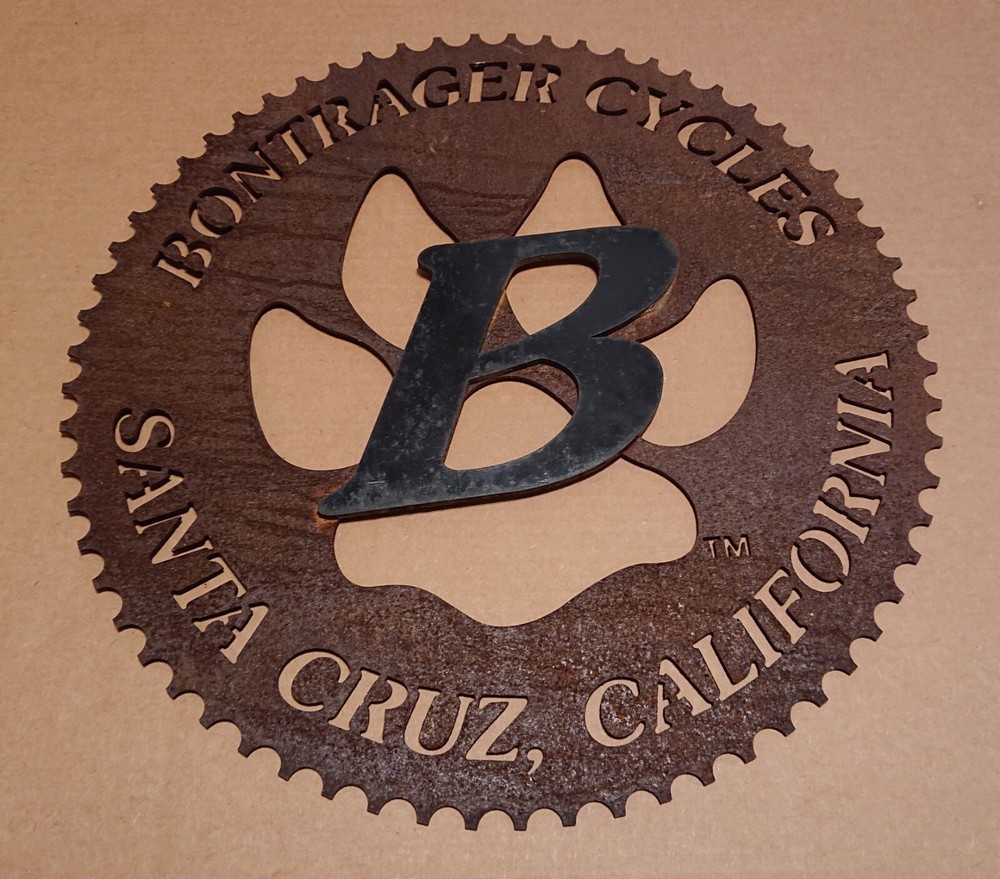 BONTRAGER CYCLES
B
TM
SANTA CRUZ, CALIFORNIA